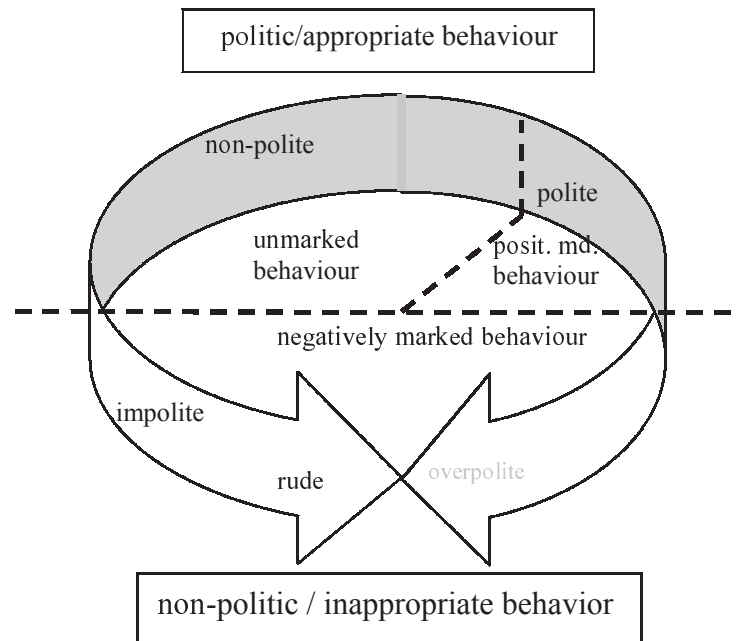 politic/appropriate behaviour
non-polite
polite
unmarked
behaviour
posit. md.
behaviour
negatively marked behaviour
impolite
rude
overpolite
non-politic / inappropriate behavior